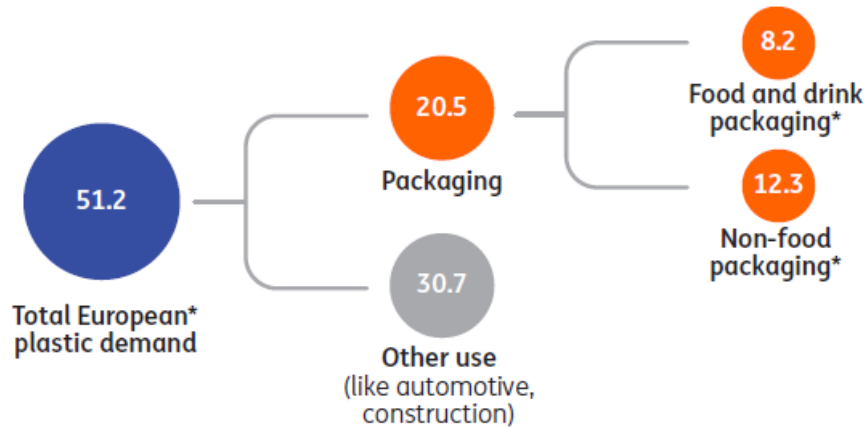 51.2
Total European*
plastic demand
20.5
Packaging
30.7
Other use
(like automotive,
construction)
8.2
Food and drink
packaging*
12.3
Non-food
packaging*